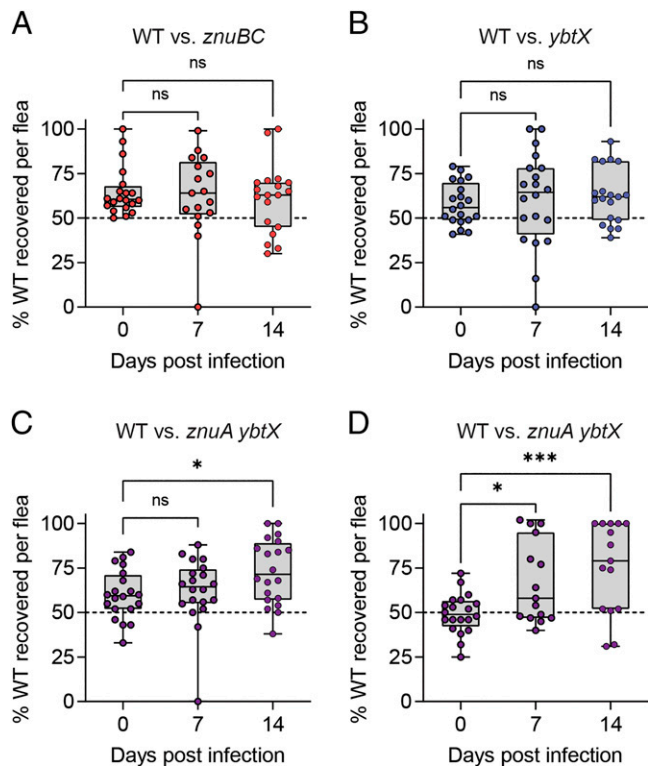 A
WT vs. znuBC
ns
ns
% WT recovered per flea
100
75
50
25
0
0 7 14
Days post infection
B
WT vs. ybtX
ns
ns
% WT recovered per flea
100
75
50
25
0
0 7 14
Days post infection
C
WT vs. znuA ybtX
*
ns
% WT recovered per flea
100
75
50
25
0
0 7 14
Days post infection
D
WT vs. znuA ybtX
***
*
% WT recovered per flea
100
75
50
25
0
0 7 14
Days post infection